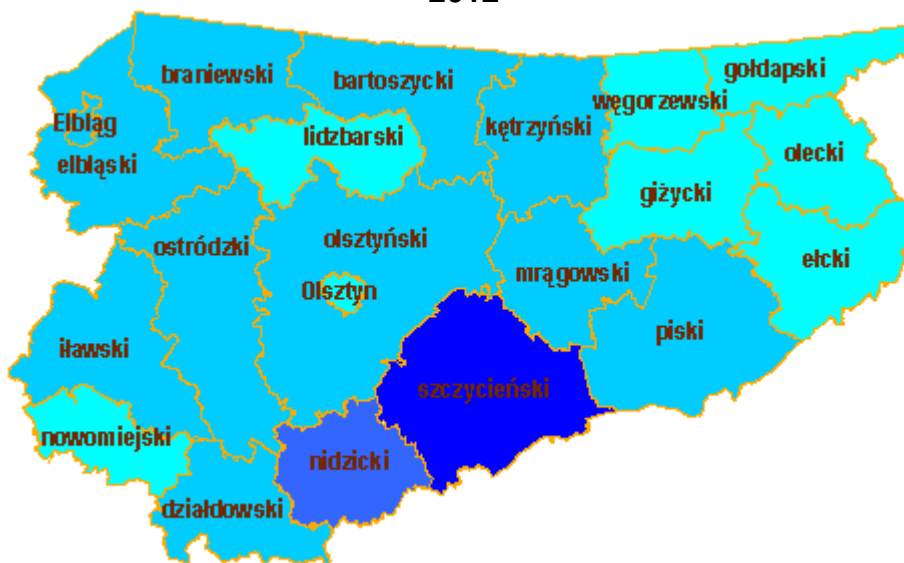 braniewski
bartoszycki
gołdapski
węgorzewski
Elbląg
kętrzyński
lidzbarski
elbląski
olecki
giżycki
ostródzki
olsztyński
ełcki
mrągowski
Olsztyn
piski
iławski
szczycieński
nowomiejski
nidzicki
działdowski